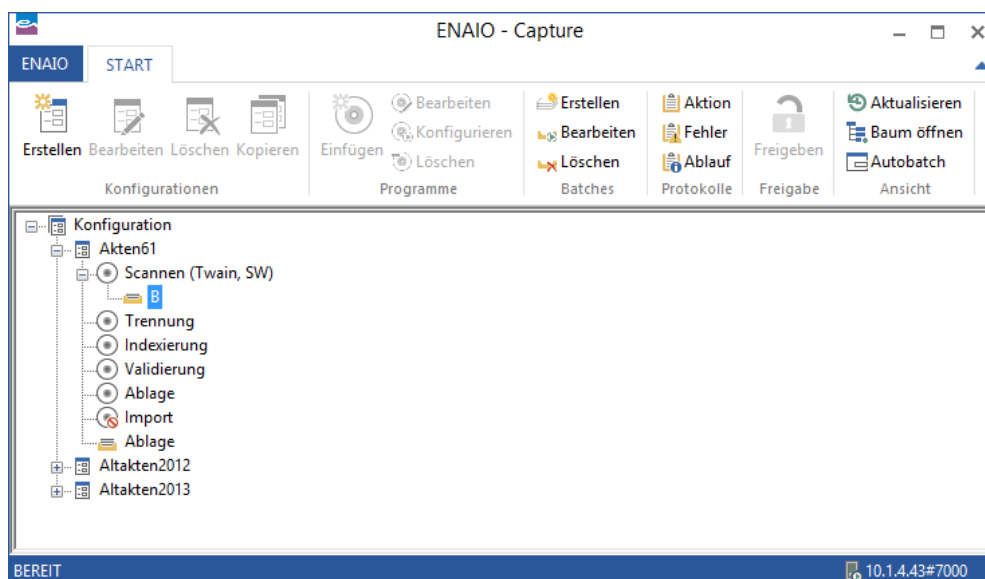 ENAIO - Capture
ENAIO START
Erstellen Bearbeiten Löschen Kopieren
Konfigurationen
Einfügen
Bearbeiten
Konfigurieren
Löschen
Programme
Erstellen
Bearbeiten
Löschen
Batches
Aktion
Fehler
Ablauf
Protokolle
Freigeben
Freigabe
Aktualisieren
Baum öffnen
Autobatch
Ansicht
Konfiguration
Akten61
Scannen (Twain, SW)
B
Trennung
Indexierung
Validierung
Ablage
Import
Ablage
Altakten2012
Altakten2013
BEREIT 10.1.4.43#7000